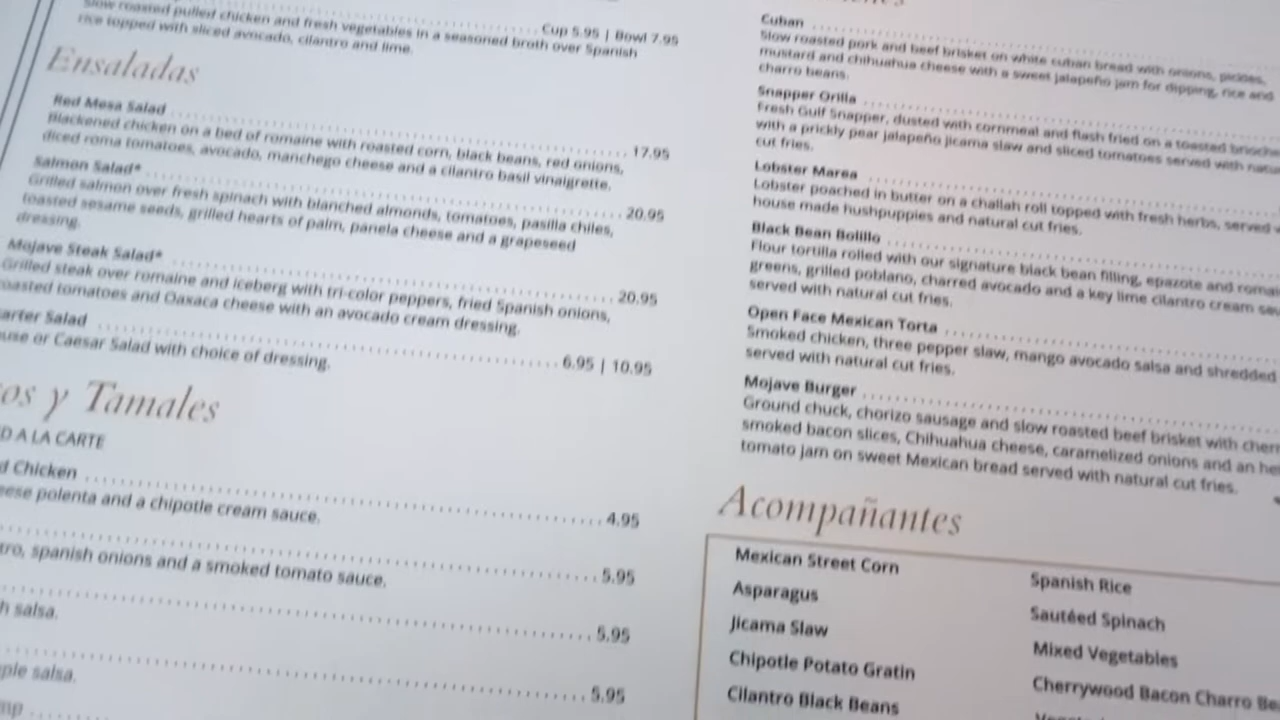 Slow roasted pulled chicken and fresh vegetables in a seasoned broth over Spanish
Cup 5.95 | Bowl 7.95
rice topped with sliced avocado, cilantro and lime.
Ensaladas
Red Mesa Salad 17.95
Blackened chicken on a bed of romaine with roasted corn, black beans, red onions,
diced roma tomatoes, avocado, manchego cheese and a cilantro basil vinaigrette.
Salmon Salad* 20.95
Grilled salmon over fresh spinach with blanched almonds, tomatoes, pasilla chiles,
toasted sesame seeds, grilled hearts of palm, panela cheese and a grapeseed
dressing.
Mojave Steak Salad* 20.95
Grilled steak over romaine and iceberg with tri-color peppers, fried Spanish onions,
oasted tomatoes and Oaxaca cheese with an avocado cream dressing.
arter Salad 6.95 | 10.95
use or Caesar Salad with choice of dressing.
os y Tamales
D A LA CARTE
d Chicken 4.95
eese polenta and a chipotle cream sauce.
5.95
tro, spanish onions and a smoked tomato sauce.
5.95
h salsa.
5.95
ple salsa.
mp
Cuban
Slow roasted pork and beef brisket on white cuban bread with onions, pickles,
mustard and chihuahua cheese with a sweet jalapeño jam for dipping, rice and
charro beans.
Snapper Grilla
Fresh Gulf Snapper, dusted with cornmeal and flash fried on a toasted brioche
with a prickly pear jalapeño jicama slaw and sliced tomatoes served with natu
cut fries.
Lobster Marea
Lobster poached in butter on a challah roll topped with fresh herbs, served
house made hushpuppies and natural cut fries.
Black Bean Bolillo
Flour tortilla rolled with our signature black bean filling, epazote and roma
greens, grilled poblano, charred avocado and a key lime cilantro cream
served with natural cut fries.
Open Face Mexican Torta
Smoked chicken, three pepper slaw, mango avocado salsa and shredded
served with natural cut fries.
Mojave Burger
Ground chuck, chorizo sausage and slow roasted beef brisket with cher
smoked bacon slices, Chihuahua cheese, caramelized onions and an he
tomato jam on sweet Mexican bread served with natural cut fries.
Acompañantes
Mexican Street Corn
Asparagus
Jicama Slaw
Chipotle Potato Gratin
Cilantro Black Beans
Spanish Rice
Sautéed Spinach
Mixed Vegetables
Cherrywood Bacon Charro Be